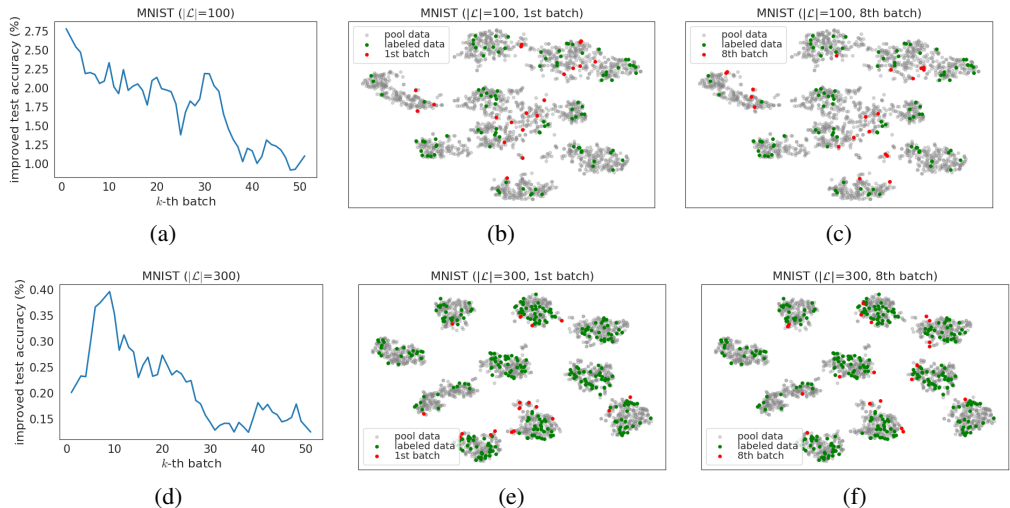 MNIST (|ℒ|=100)
improved test accuracy (%)
2.75
2.50
2.25
2.00
1.75
1.50
1.25
1.00
0 10 20 30 40 50
k-th batch
(a)
MNIST (|ℒ|=100, 1st batch)
pool data
labeled data
1st batch
(b)
MNIST (|ℒ|=100, 8th batch)
pool data
labeled data
8th batch
(c)
MNIST (|ℒ|=300)
improved test accuracy (%)
0.40
0.35
0.30
0.25
0.20
0.15
0 10 20 30 40 50
k-th batch
(d)
MNIST (|ℒ|=300, 1st batch)
pool data
labeled data
1st batch
(e)
MNIST (|ℒ|=300, 8th batch)
pool data
labeled data
8th batch
(f)